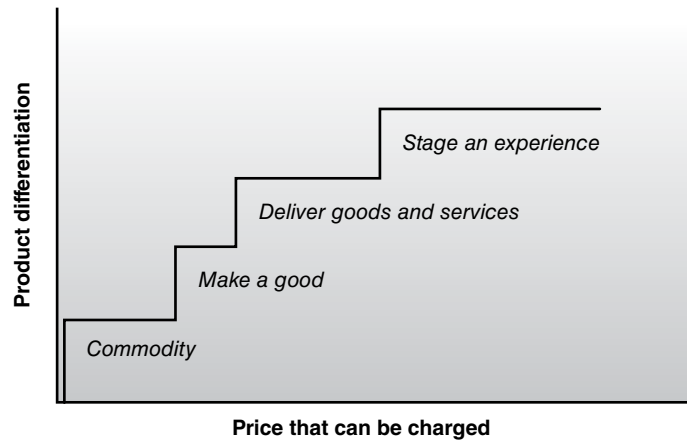 Product differentiation
Stage an experience
Deliver goods and services
Make a good
Commodity
Price that can be charged